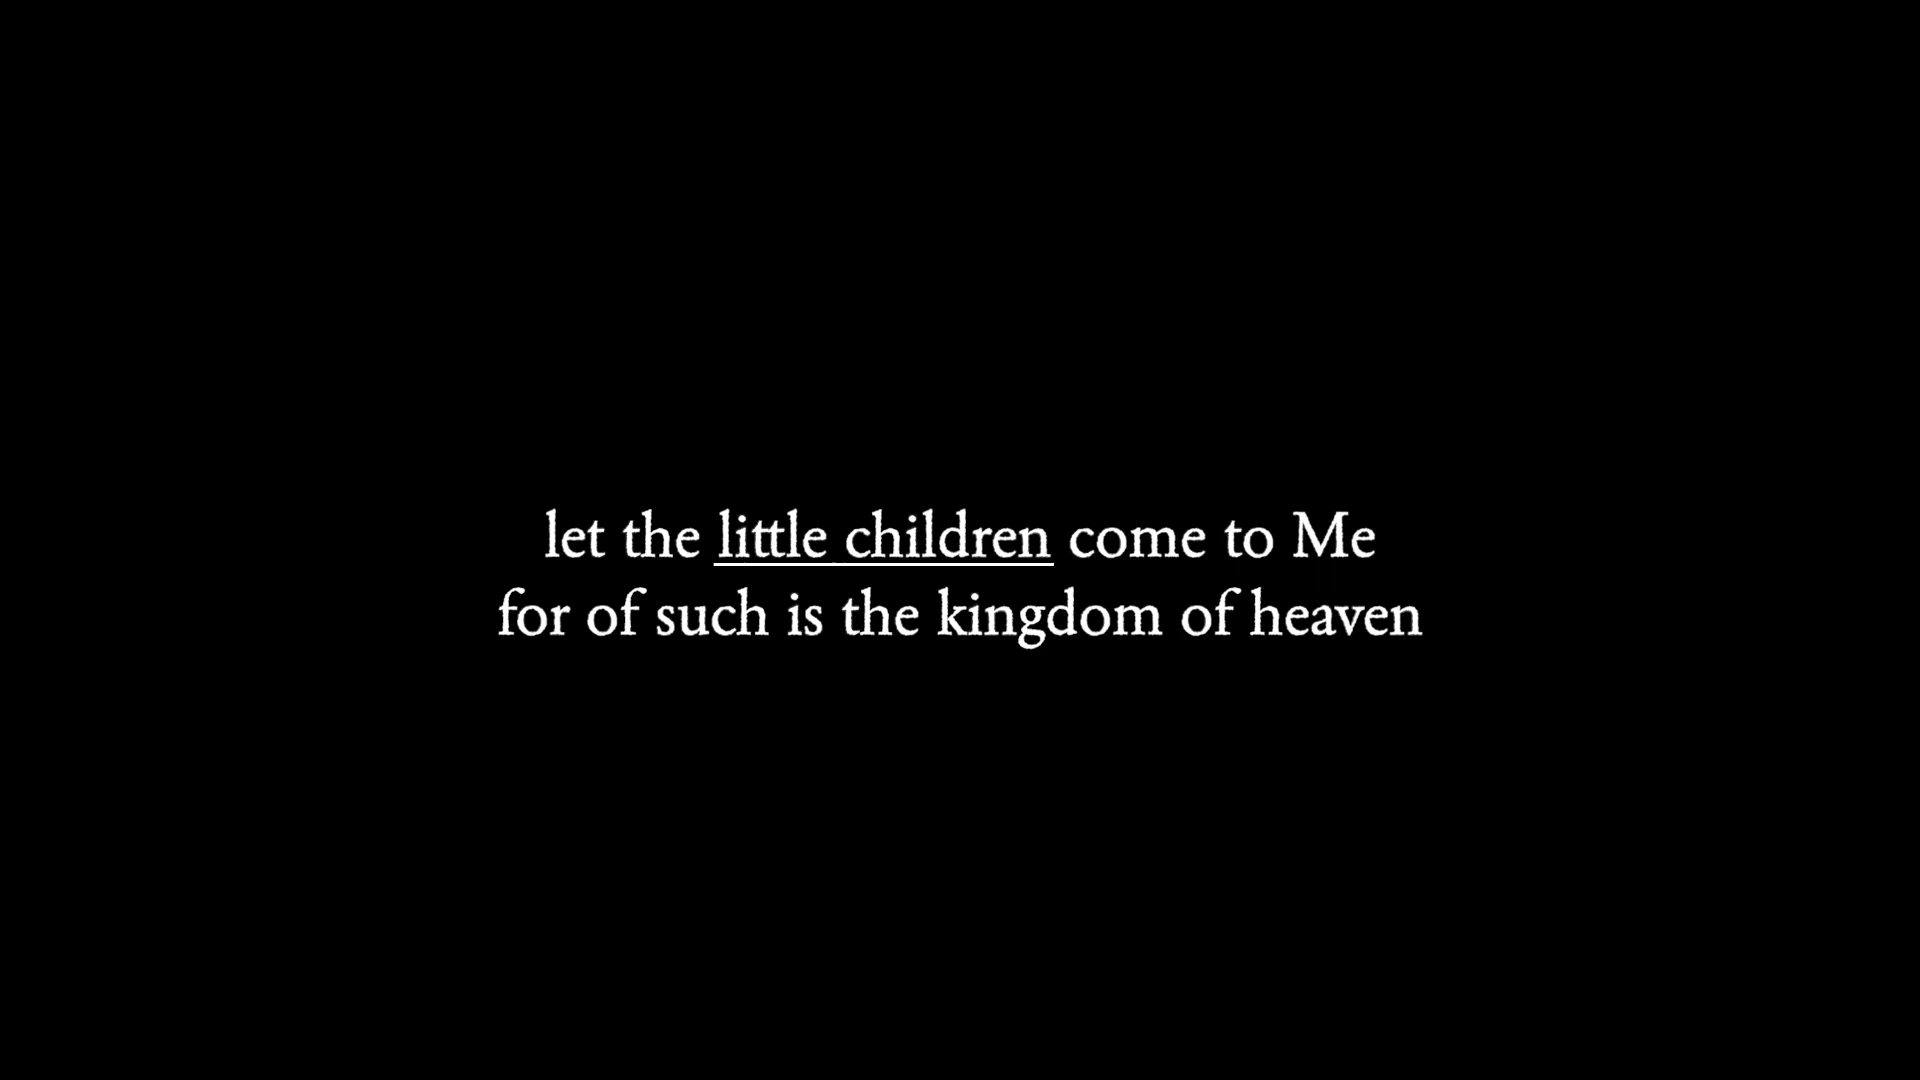 let the little children come to Me
for of such is the kingdom of heaven